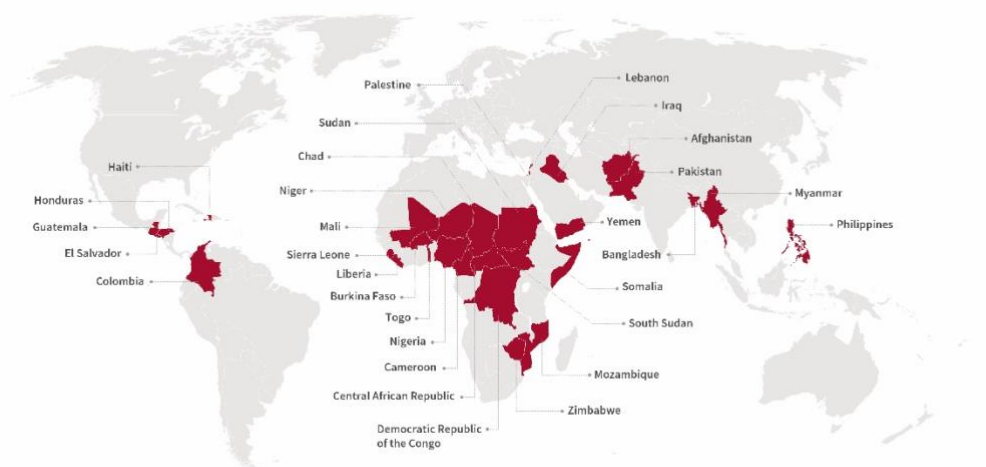 Palestine
Lebanon
Iraq
Sudan
Afghanistan
Chad
Haiti
Pakistan
Niger
Myanmar
Honduras
Mali
Yemen
Philippines
Guatemala
El Salvador
Sierra Leone
Bangladesh
Liberia
Colombia
Somalia
Burkina Faso
Togo
South Sudan
Nigeria
Cameroon
Mozambique
Central African Republic
Zimbabwe
Democratic Republic
of the Congo